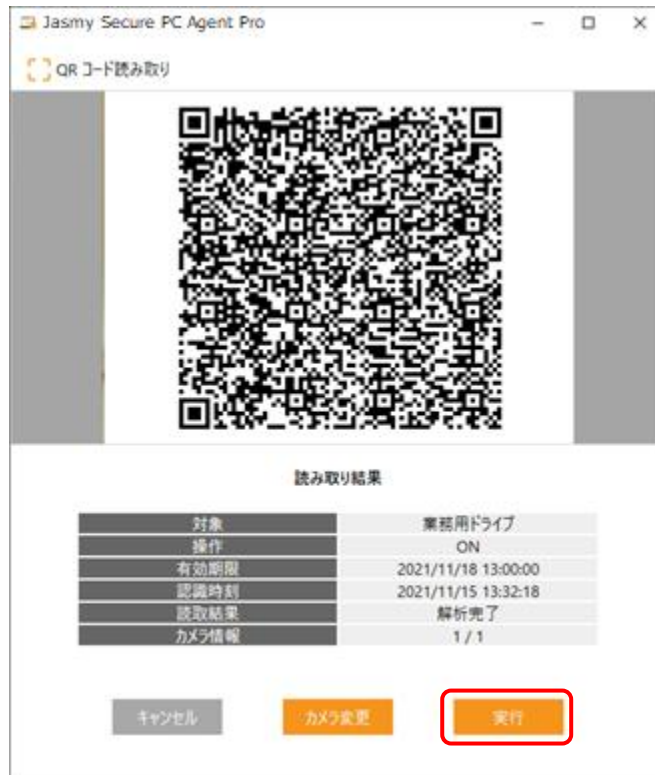 Jasmy Secure PC Agent Pro
QR コード読み取り
読み取り結果
対象 業務用ドライブ
操作 ON
有効期限 2021/11/18 13:00:00
認識時刻 2021/11/15 13:32:18
読取結果 解析完了
カメラ情報 1 / 1
キャンセル カメラ変更 実行